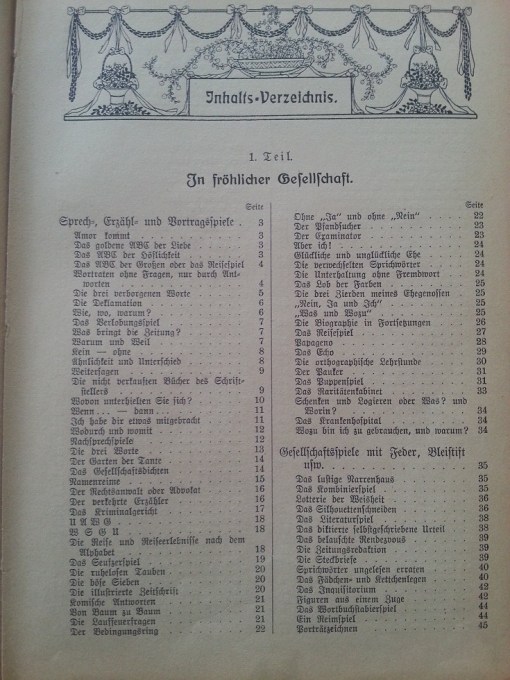 Inhalts-Verzeichnis.
1. Teil.
In fröhlicher Gesellschaft.
Seite
Sprech-, Erzähl- und Vortragsspiele . 3
Amor kommt . . . 3
Das goldene ABC der Liebe . . . 3
Das ABC der Höflichkeit . . . 3
Das ABC der Großen oder das Reisespiel 4
Wortraten ohne Fragen, nur durch Ant-
worten . . . 4
Die drei verborgenen Worte . . . 5
Die Deklamation . . . 6
Wie, wo, warum? . . . 6
Das Verlobungsspiel . . . 7
Was bringt die Zeitung? . . . 7
Warum und Weil . . . 7
Kein — ohne . . . 8
Ähnlichkeit und Unterschied . . . 8
Weitersagen . . . 9
Die nicht verkauften Bücher des Schrift-
stellers . . . 9
Wovon unterhielten Sie sich? . . . 10
Wenn ... — dann . . . 11
Ich habe dir etwas mitgebracht . . . 11
Wodurch und womit . . . 12
Nachsprechspiele . . . 12
Die drei Worte . . . 13
Der Garten der Tante . . . 14
Das Gesellschaftsdichten . . . 14
Namenreime . . . 15
Der Rechtsanwalt oder Advokat . . . 16
Der verkehrte Erzähler . . . 16
Das Kriminalgericht . . . 17
U A W G . . . 18
W S G U . . . 18
Die Reise und Reiseerlebnisse nach dem
Alphabet . . . 18
Das Seufzerspiel . . . 19
Die ruhelosen Tauben . . . 20
Die böse Sieben . . . 20
Die illustrierte Zeitschrift . . . 20
Komische Antworten . . . 21
Von Baum zu Baum . . . 21
Die Lauffeuerfragen . . . 21
Der Bedingungsring . . . 22
Seite
Ohne „Ja“ und ohne „Nein“ . . . 22
Der Pfandsucher . . . 23
Der Examinator . . . 23
Aber ich! . . . 24
Glückliche und unglückliche Ehe . . . 24
Die verwechselten Sprichwörter . . . 24
Die Unterhaltung ohne Fremdwort . . . 24
Das Lob der Farben . . . 25
Die drei Zierden meines Ehegenossen . . . 25
„Nein, Ja und Ich“ . . . 25
„Was und Wozu“ . . . 25
Die Biographie in Fortsetzungen . . . 26
Das Reisespiel . . . 27
Papageno . . . 28
Das Echo . . . 29
Die orthographische Lehrstunde . . . 30
Der Pauker . . . 31
Das Puppenspiel . . . 31
Das Raritätenkabinet . . . 33
Schenken und Logieren oder Was? und
Worin? . . . 34
Das Krankenhospital . . . 34
Wozu bin ich zu gebrauchen, und warum? 34
Gesellschaftsspiele mit Feder, Bleistift
usw. . . . 35
Das lustige Narrenhaus . . . 35
Das Kombinierspiel . . . 35
Lotterie der Weisheit . . . 36
Das Silhouettenschneiden . . . 36
Das Literaturspiel . . . 38
Das diktierte selbstgeschriebene Urteil . . . 38
Das belauschte Rendezvous . . . 39
Die Zeitungsredaktion . . . 39
Die Steckbriefe . . . 39
Sprichwörter ungelesen erraten . . . 40
Das Fädchen- und Kettchenlegen . . . 40
Das Inquisitorium . . . 42
Figuren aus einem Zuge . . . 42
Das Wortbuchstabierspiel . . . 44
Ein Reimspiel . . . 44
Porträtzeichnen . . . 45